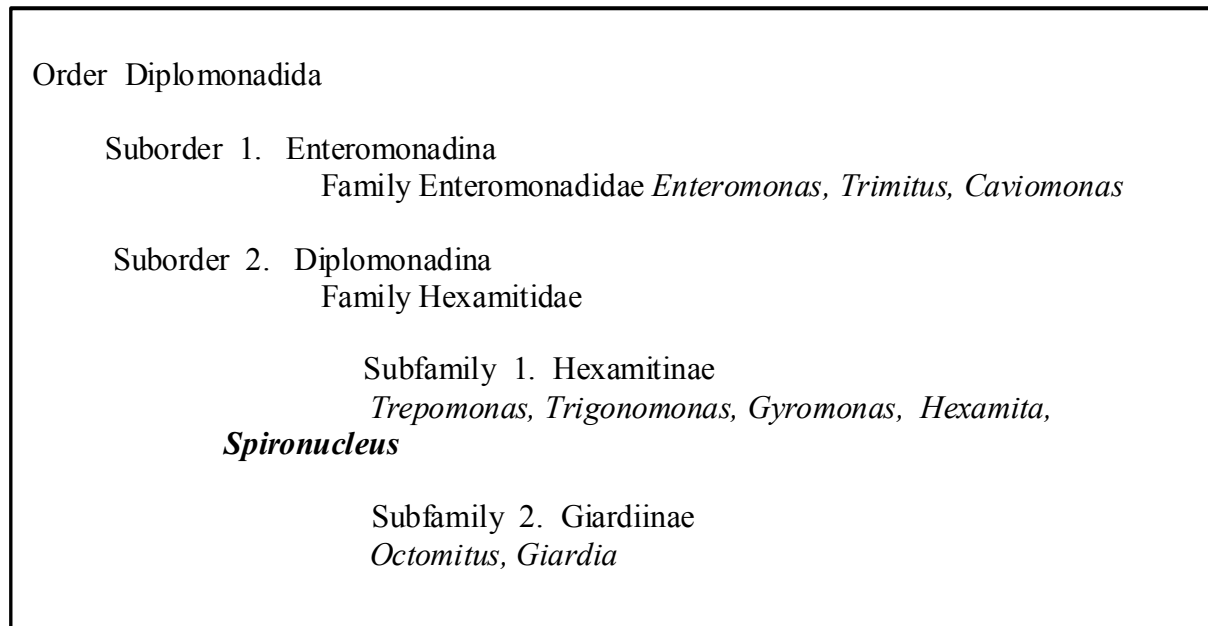 Order Diplomonadida
Suborder 1. Enteromonadina
Family Enteromonadidae Enteromonas, Trimitus, Caviomonas
Suborder 2. Diplomonadina
Family Hexamitidae
Subfamily 1. Hexamitinae
Trepomonas, Trigonomonas, Gyromonas, Hexamita,
Spironucleus
Subfamily 2. Giardiinae
Octomitus, Giardia